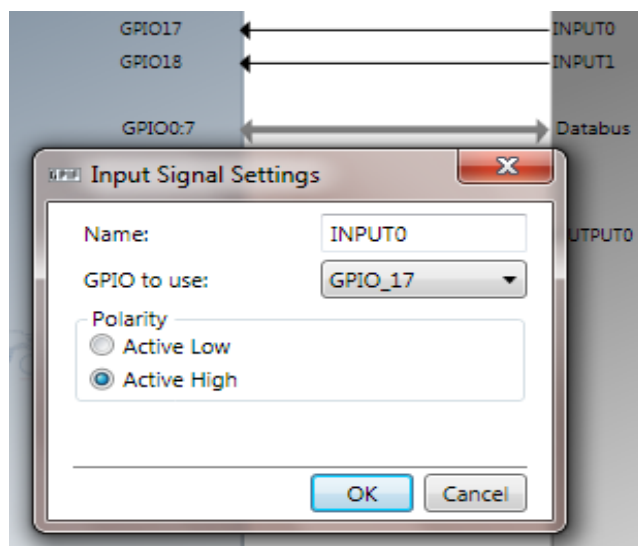 GPIO17 INPUT0
GPIO18 INPUT1
GPIO0:7 Databus
Input Signal Settings
Name: INPUT0
UTPUT0
GPIO to use: GPIO_17
Polarity
Active Low
Active High
OK Cancel